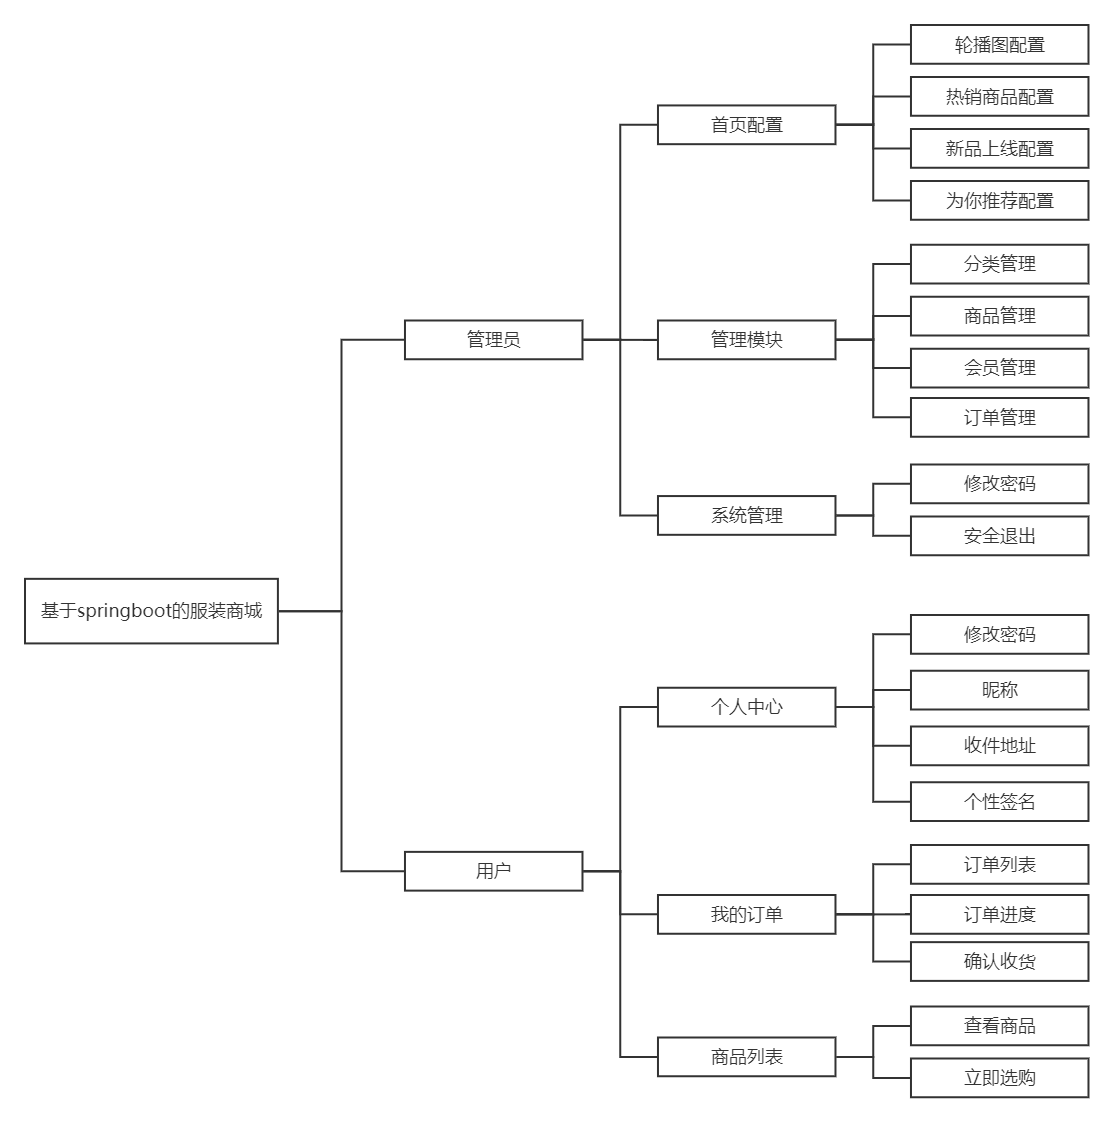 轮播图配置
热销商品配置
首页配置
新品上线配置
为你推荐配置
分类管理
商品管理
管理员
管理模块
会员管理
订单管理
修改密码
系统管理
安全退出
基于springboot的服装商城
修改密码
昵称
个人中心
收件地址
个性签名
订单列表
用户
我的订单
订单进度
确认收货
查看商品
商品列表
立即选购